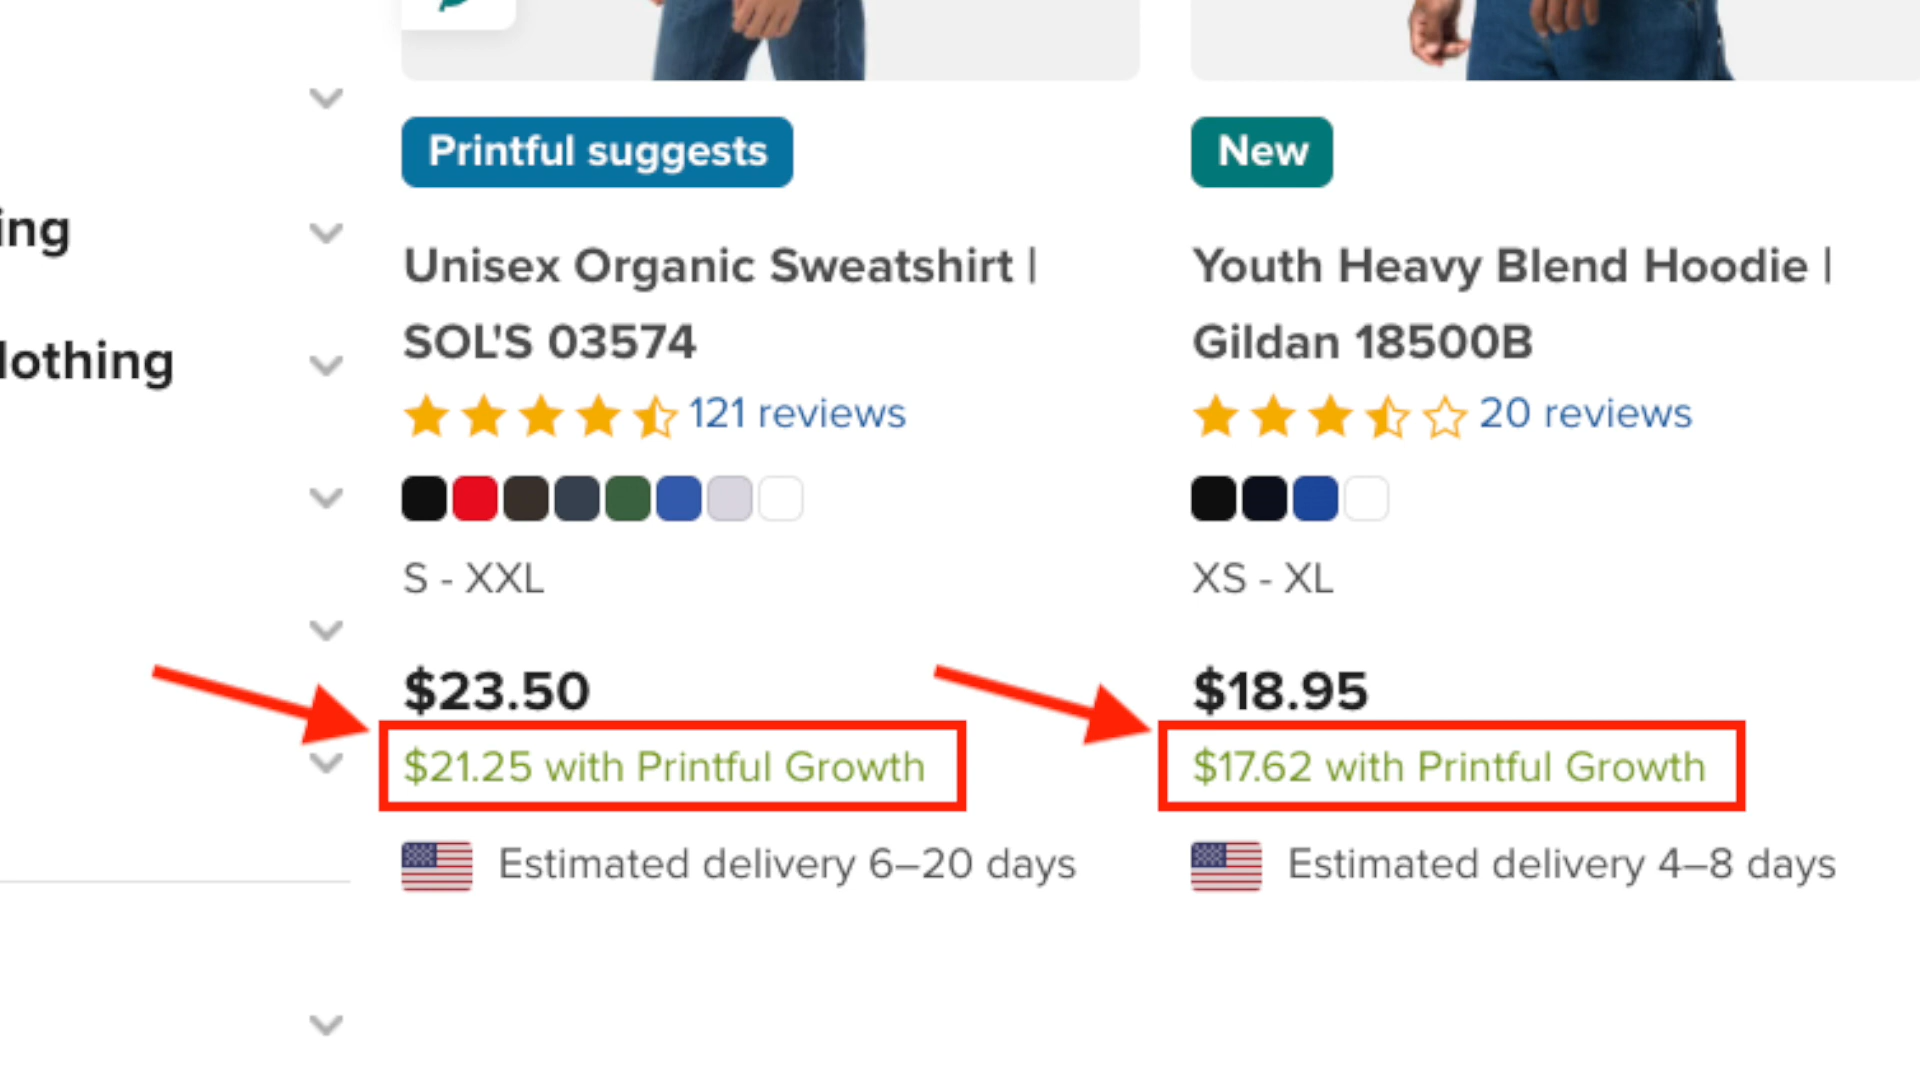 ing
lothing
Printful suggests
Unisex Organic Sweatshirt |
SOL'S 03574
121 reviews
S - XXL
$23.50
$21.25 with Printful Growth
Estimated delivery 6–20 days
New
Youth Heavy Blend Hoodie |
Gildan 18500B
20 reviews
XS - XL
$18.95
$17.62 with Printful Growth
Estimated delivery 4–8 days